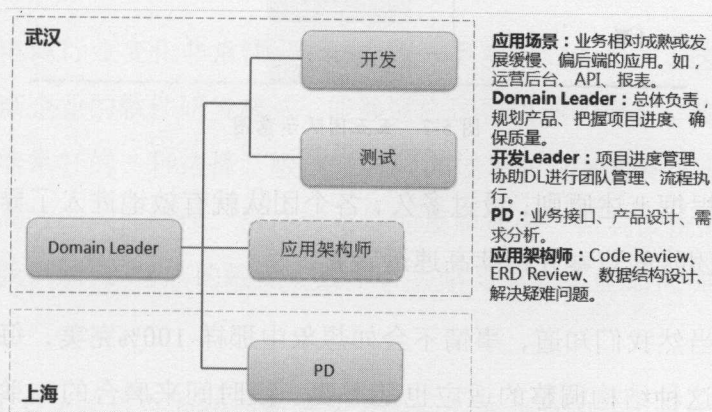 武汉
开发
测试
Domain Leader
应用架构师
PD
上海
应用场景：业务相对成熟或发
展缓慢、偏后端的应用。如，
运营后台、API、报表。
Domain Leader：总体负责，
规划产品、把握项目进度、确
保质量。
开发Leader：项目进度管理、
协助DL进行团队管理、流程执
行。
PD：业务接口、产品设计、需
求分析。
应用架构师：Code Review、
ERD Review、数据结构设计、
解决疑难问题。